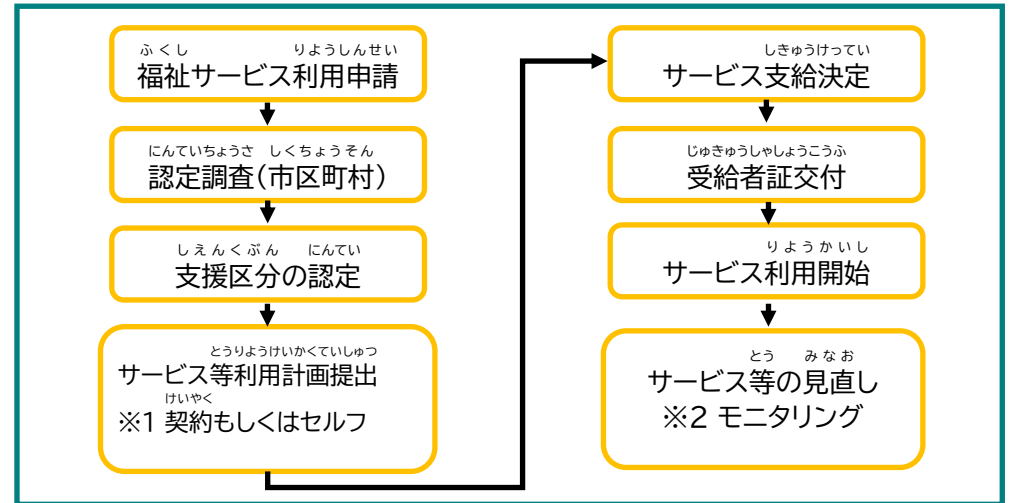 ふくし りようしんせい
福祉サービス利用申請
にんていちょうさ しくちょうそん
認定調査(市区町村)
しえんくぶん にんてい
支援区分の認定
とうりようけいかくていしゅつ
サービス等利用計画提出
けいやく
※1 契約もしくはセルフ
しきゅうけってい
サービス支給決定
じゅきゅうしゃしょうこうふ
受給者証交付
りようかいし
サービス利用開始
とう みなお
サービス等の見直し
※2 モニタリング